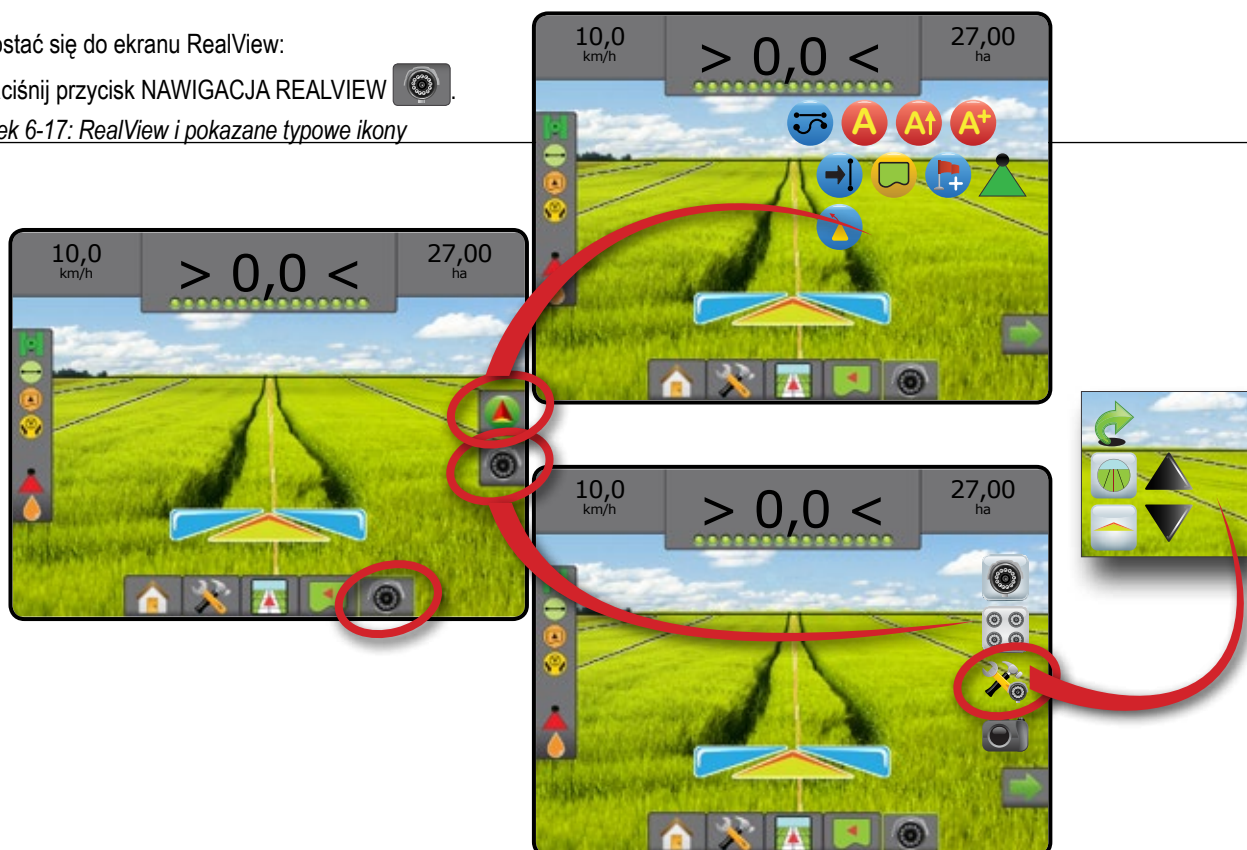 ostać się do ekranu RealView:
ciśnij przycisk NAWIGACJA REALVIEW .
ek 6-17: RealView i pokazane typowe ikony
10,0
km/h
> 0,0 <
27,00
ha
A A A+
10,0
km/h
> 0,0 <
27,00
ha
10,0
km/h
> 0,0 <
27,00
ha